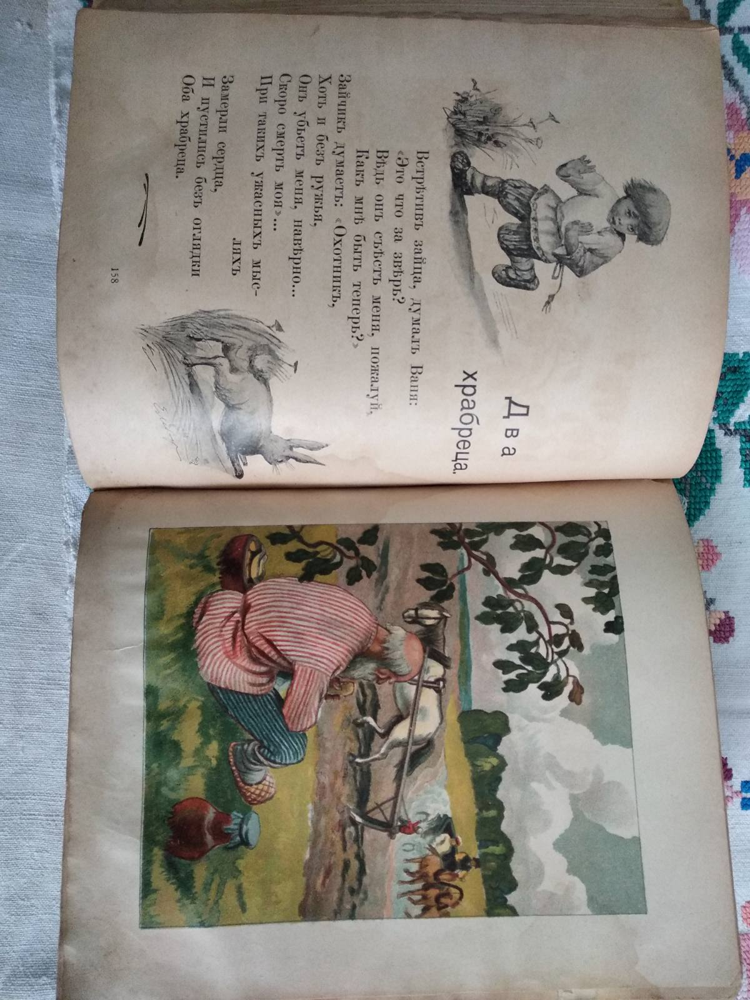 Два
храбреца.
Встрѣтивъ зайца, думалъ Ваня:
«Это что за звѣрь?
Вѣдь онъ съѣстъ меня, пожалуй,
Какъ мнѣ быть теперь?»
Зайчикъ думаетъ: «Охотникъ,
Хоть и безъ ружья,
Онъ убьетъ меня, навѣрно...
Скоро смерть моя»...
При такихъ ужасныхъ мыс-
ляхъ
Замерли сердца,
И пустились безъ оглядки
Оба храбреца.
158